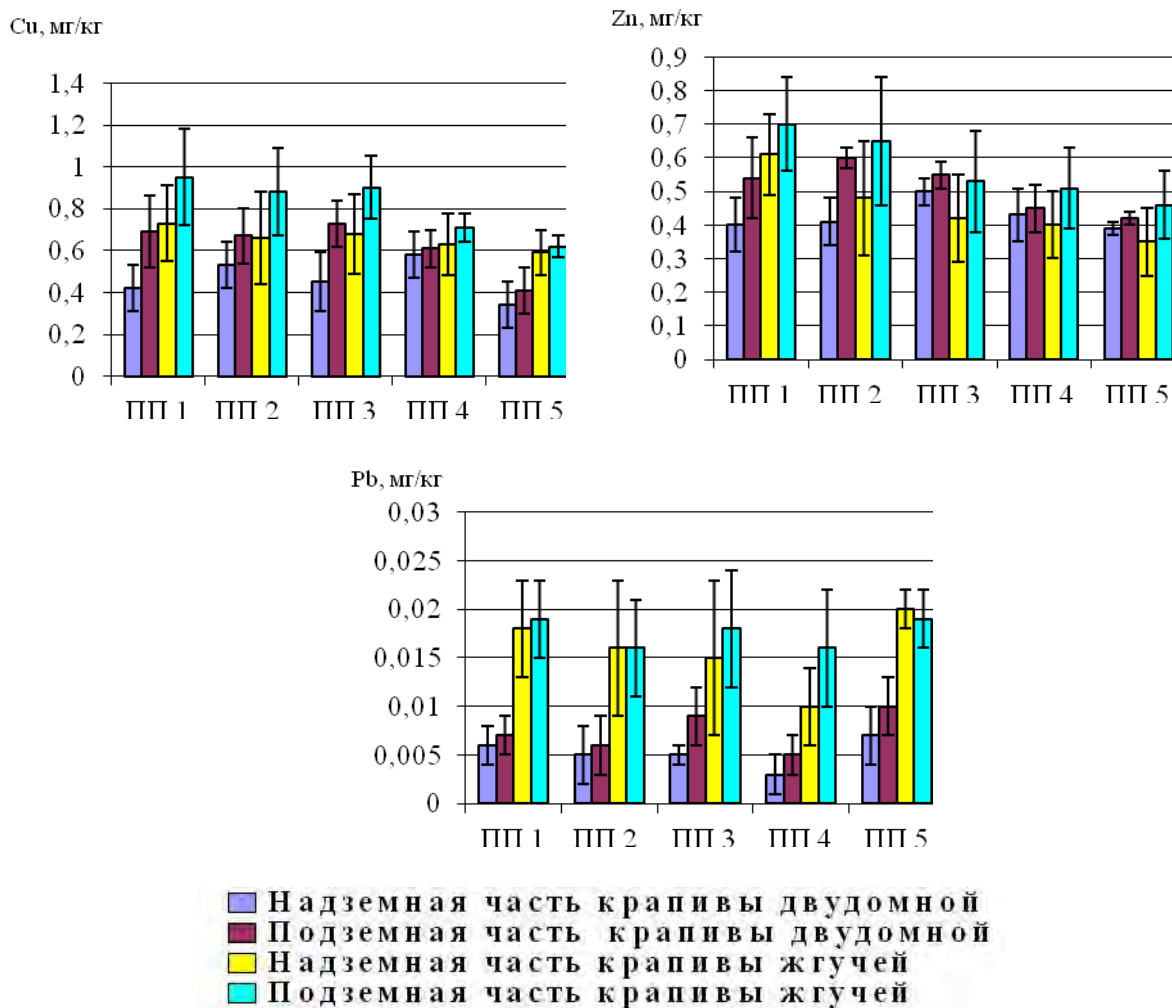 Cu, мг/кг
1,4
1,2
1
0,8
0,6
0,4
0,2
0
ПП 1 ПП 2 ПП 3 ПП 4 ПП 5
Zn, мг/кг
0,9
0,8
0,7
0,6
0,5
0,4
0,3
0,2
0,1
0
ПП 1 ПП 2 ПП 3 ПП 4 ПП 5
Pb, мг/кг
0,03
0,025
0,02
0,015
0,01
0,005
0
ПП 1 ПП 2 ПП 3 ПП 4 ПП 5
Надземная часть крапивы двудомной
Подземная часть крапивы двудомной
Надземная часть крапивы жгучей
Подземная часть крапивы жгучей